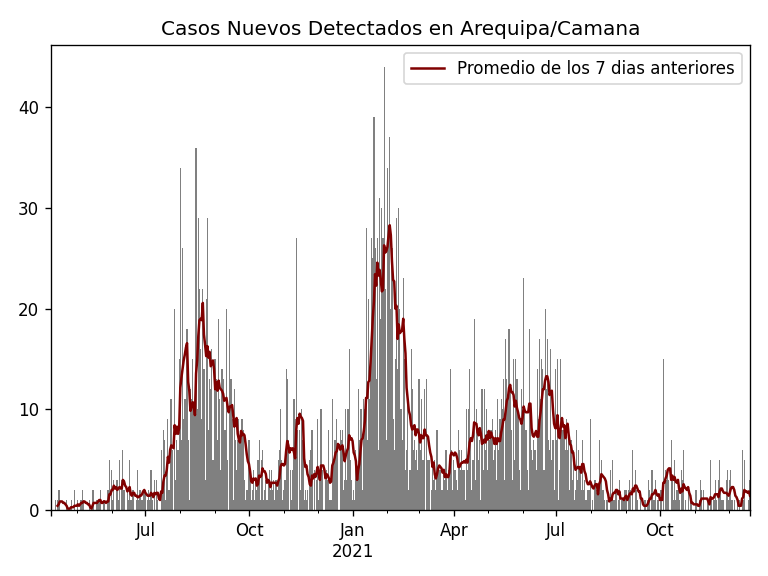 Casos Nuevos Detectados en Arequipa/Camana
Promedio de los 7 dias anteriores
40
30
20
10
0
Jul Oct Jan Apr Jul Oct
2021